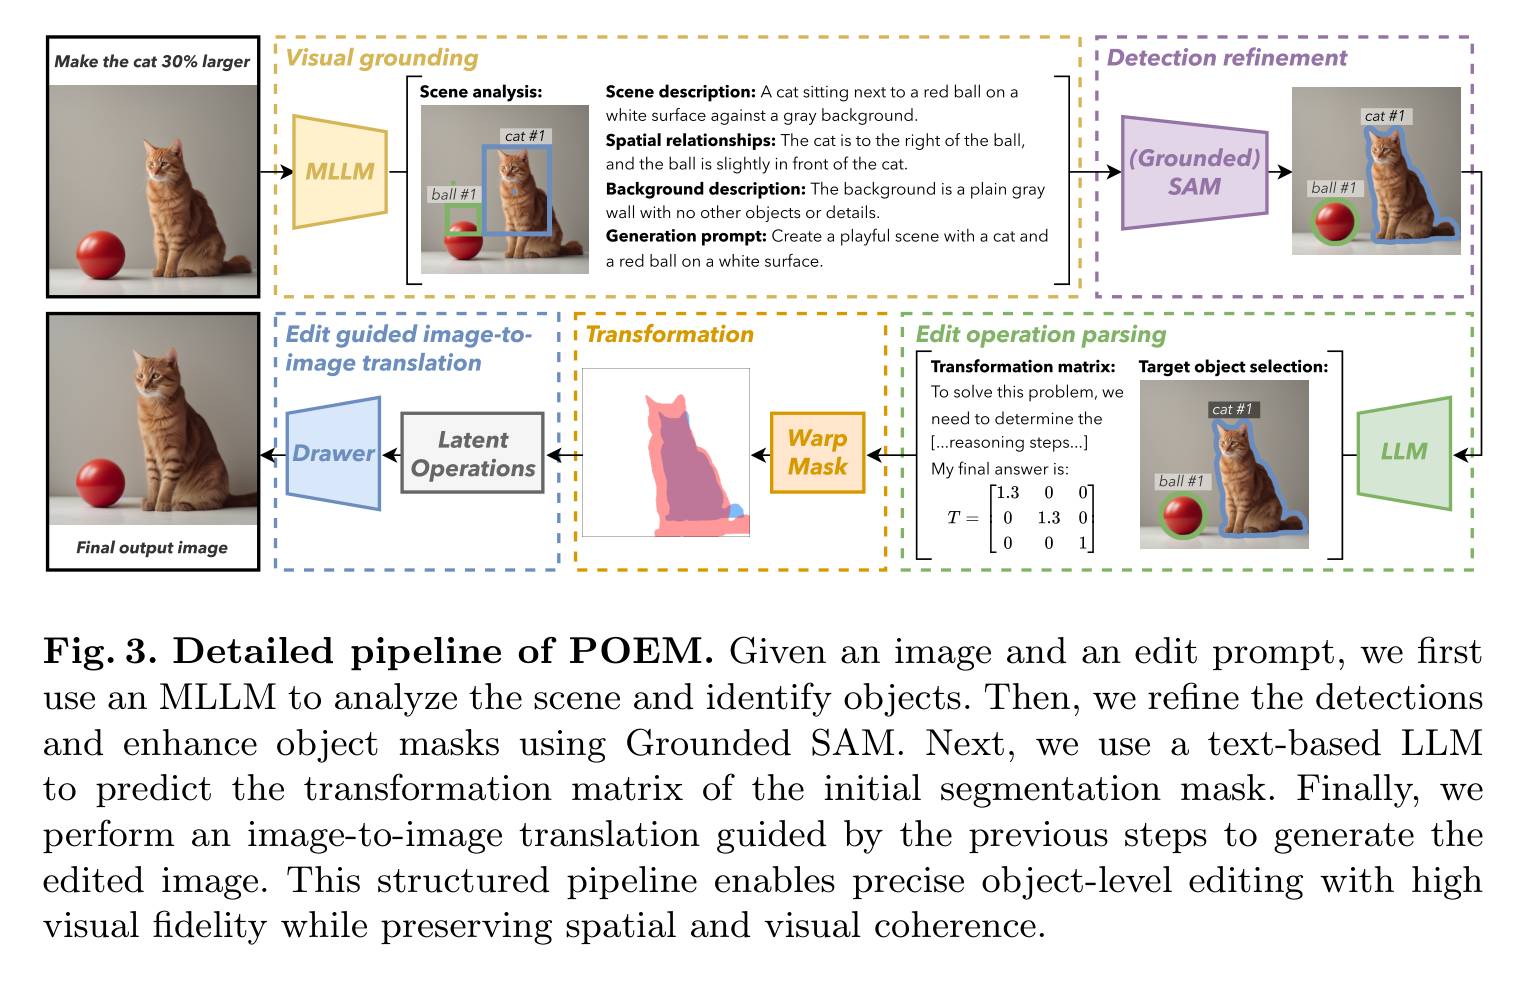 Make the cat 30% larger
Visual grounding
MLLM
Scene analysis:
cat #1
ball #1
Scene description: A cat sitting next to a red ball on a
white surface against a gray background.
Spatial relationships: The cat is to the right of the ball,
and the ball is slightly in front of the cat.
Background description: The background is a plain gray
wall with no other objects or details.
Generation prompt: Create a playful scene with a cat and
a red ball on a white surface.
Detection refinement
(Grounded)
SAM
cat #1
ball #1
Edit operation parsing
LLM
Transformation matrix:
To solve this problem, we
need to determine the
[...reasoning steps...]
My final answer is:
T = [1.3 0 0
0 1.3 0
0 0 1]
Target object selection:
cat #1
ball #1
Transformation
Warp
Mask
Edit guided image-to-
image translation
Latent
Operations
Drawer
Final output image
Fig. 3. Detailed pipeline of POEM. Given an image and an edit prompt, we first
use an MLLM to analyze the scene and identify objects. Then, we refine the detections
and enhance object masks using Grounded SAM. Next, we use a text-based LLM
to predict the transformation matrix of the initial segmentation mask. Finally, we
perform an image-to-image translation guided by the previous steps to generate the
edited image. This structured pipeline enables precise object-level editing with high
visual fidelity while preserving spatial and visual coherence.